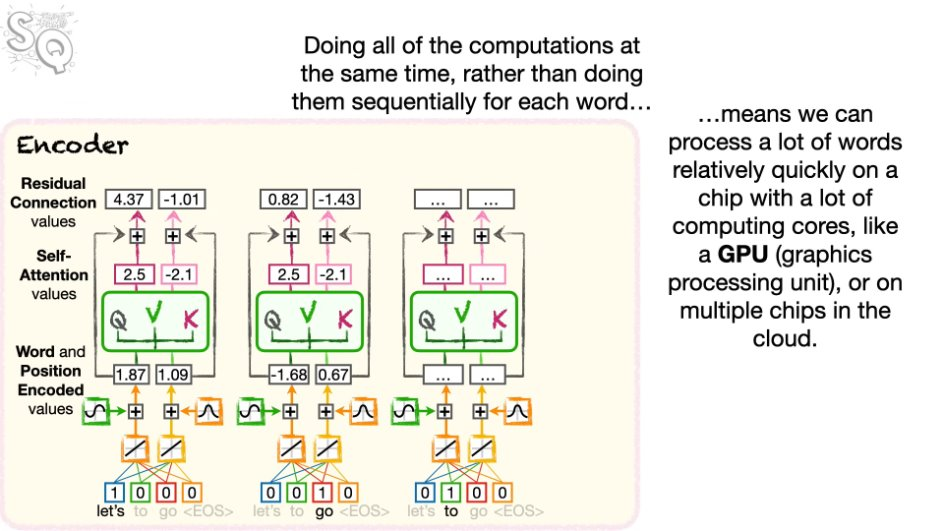 SQ
Doing all of the computations at
the same time, rather than doing
them sequentially for each word…
…means we can
process a lot of words
relatively quickly on a
chip with a lot of
computing cores, like
a GPU (graphics
processing unit), or on
multiple chips in the
cloud.
Encoder
Residual
Connection
values
4.37 -1.01 0.82 -1.43 ... ...
+ + + + + +
Self-
Attention
values
2.5 -2.1 2.5 -2.1 ... ...
Q V K Q V K Q V K
Word and
Position
Encoded
values
1.87 1.09 -1.68 0.67 ... ...
+ + + + + +
1 0 0 0 0 0 1 0 0 1 0 0
let's to go <EOS> let's to go <EOS> let's to go <EOS>